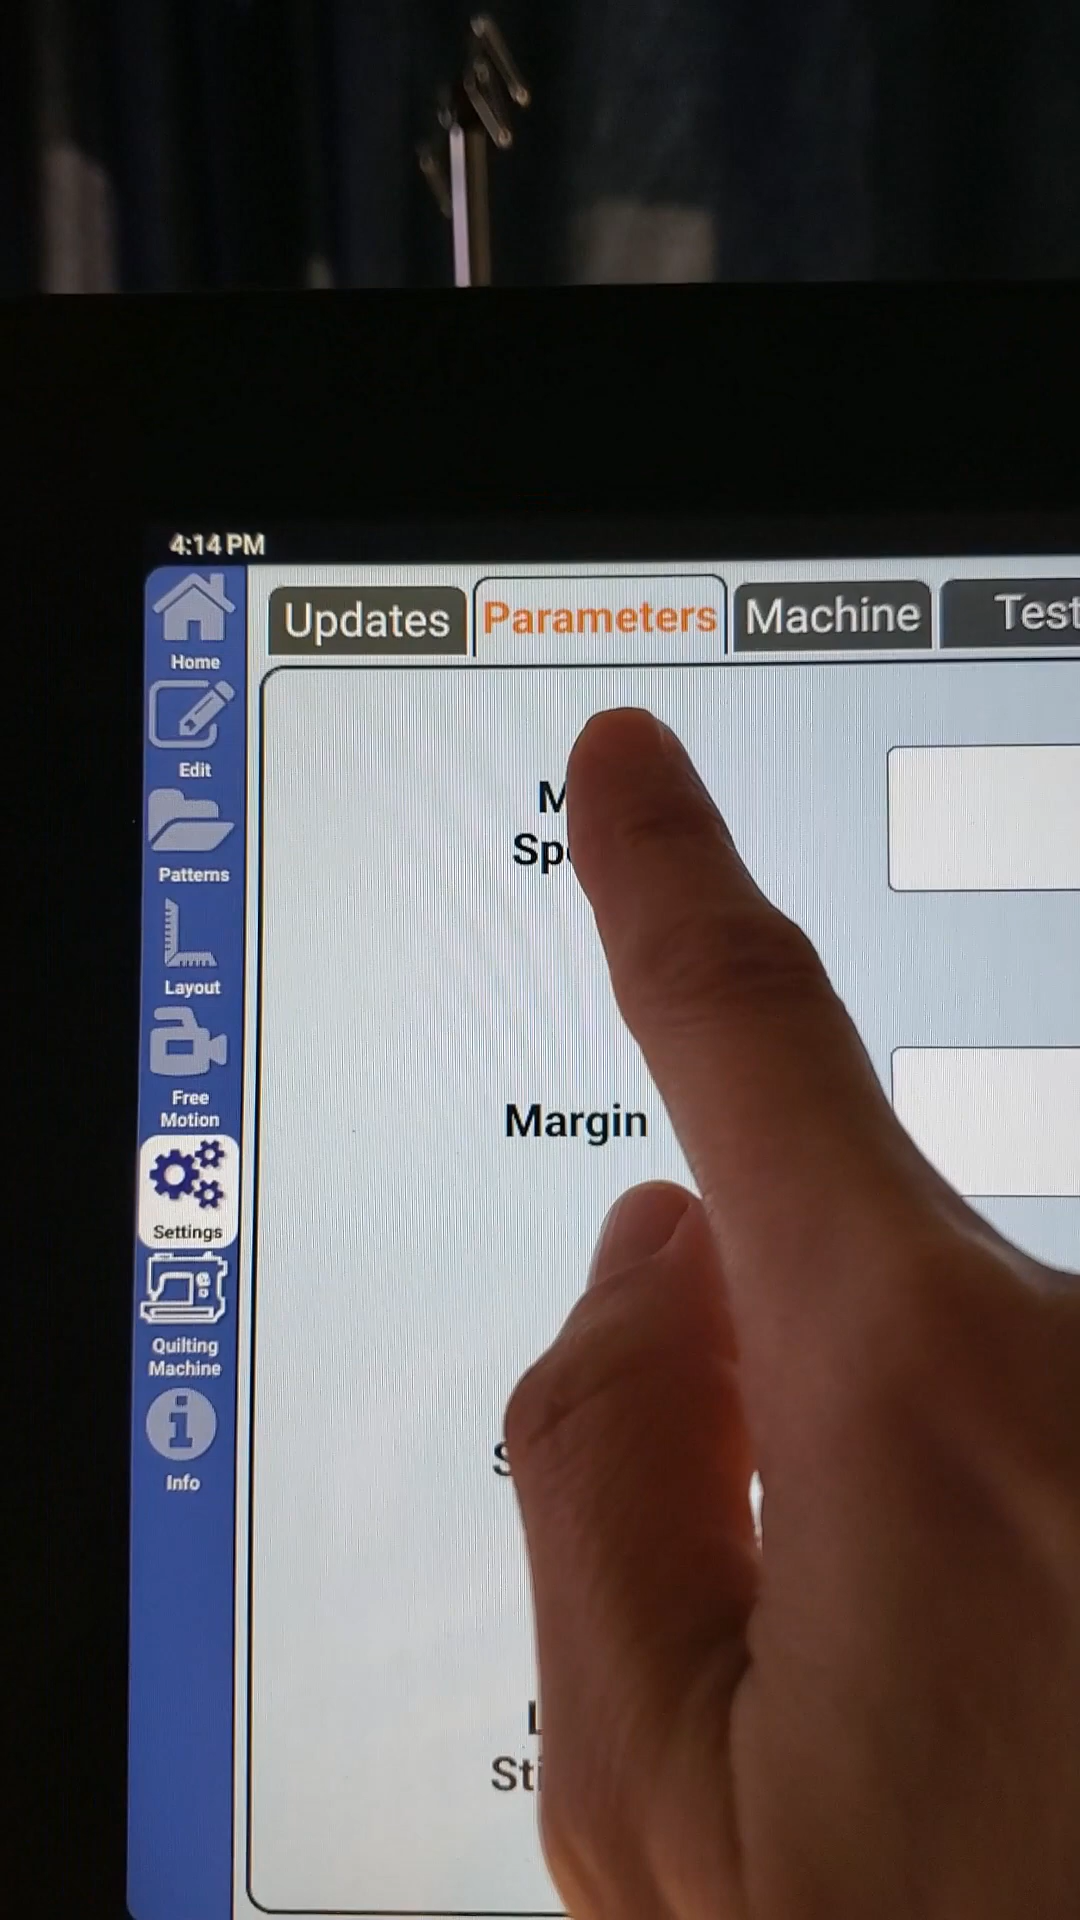 4:14 PM
Home
Edit
Patterns
Layout
Free
Motion
Settings
Quilting
Machine
Info
Updates
Parameters
Machine
Test
Margin